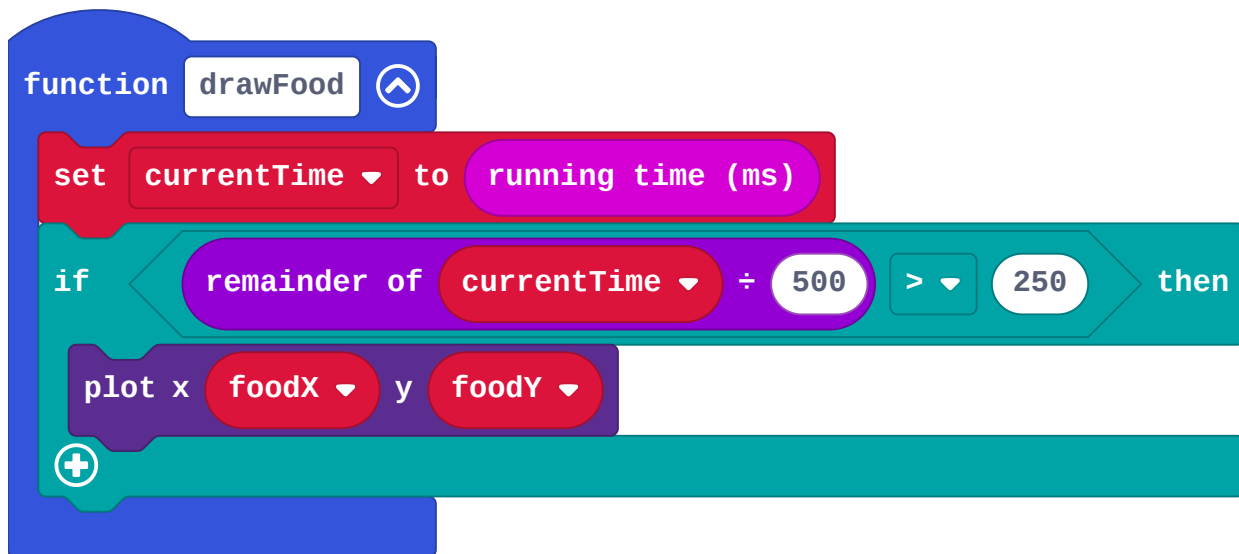 function drawFood
set currentTime to running time (ms)
if remainder of currentTime ÷ 500 > 250 then
plot x foodX y foodY